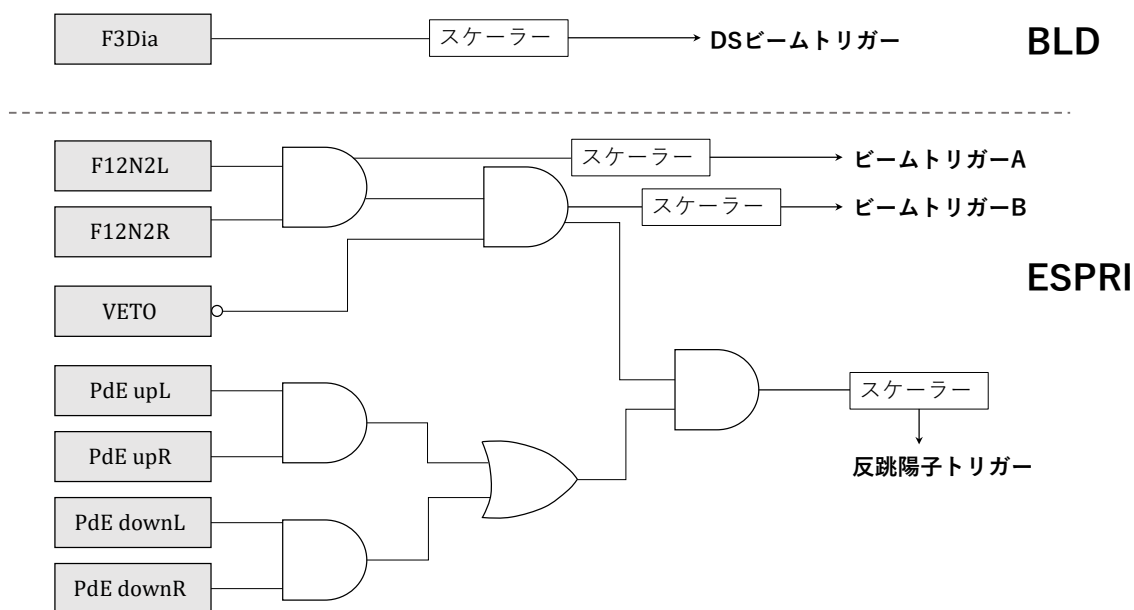 F3Dia
スケーラー
DSビームトリガー
BLD
F12N2L
スケーラー
ビームトリガーA
F12N2R
スケーラー
ビームトリガーB
ESPRI
VETO
PdE upL
スケーラー
PdE upR
反跳陽子トリガー
PdE downL
PdE downR